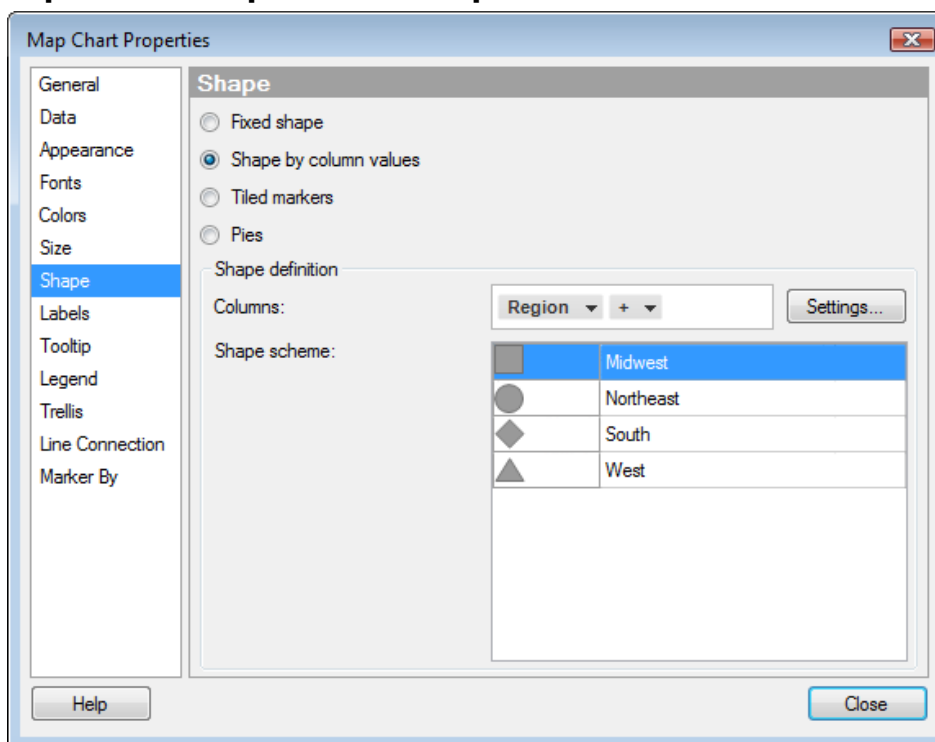 Map Chart Properties
General
Data
Appearance
Fonts
Colors
Size
Shape
Labels
Tooltip
Legend
Trellis
Line Connection
Marker By
Shape
Fixed shape
Shape by column values
Tiled markers
Pies
Shape definition
Columns:
Region +
Settings...
Shape scheme:
Midwest
Northeast
South
West
Help
Close